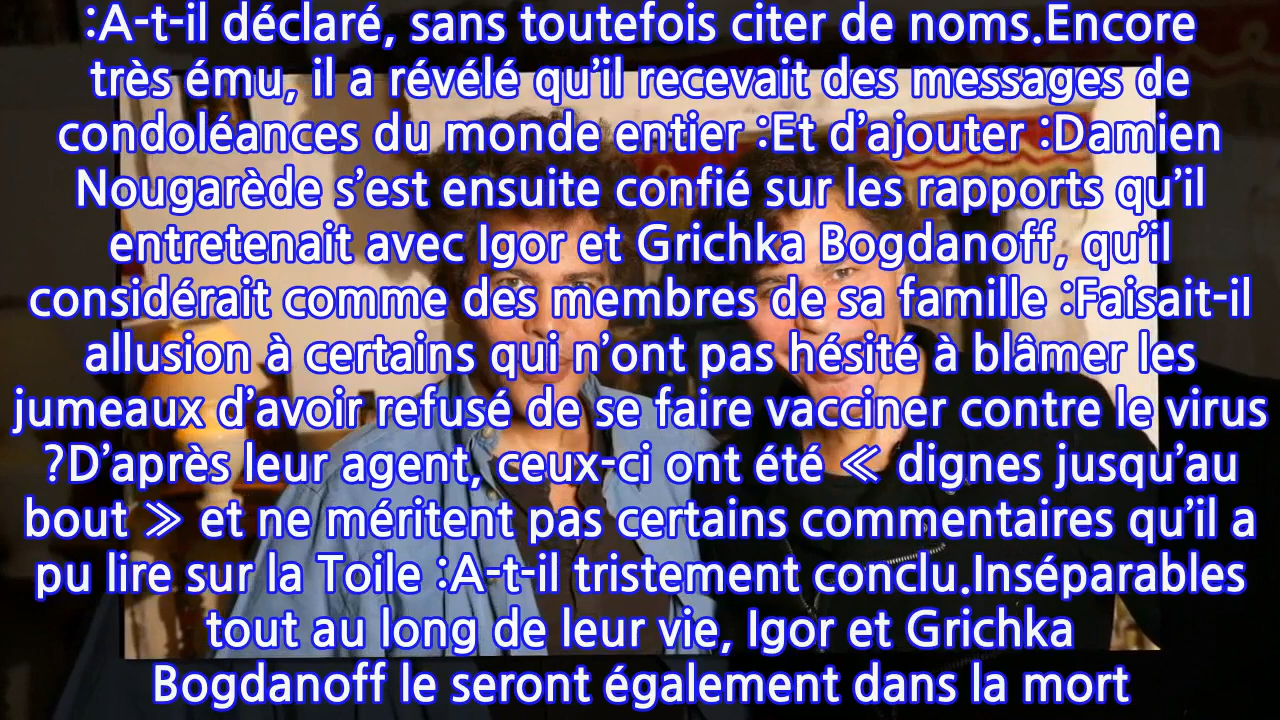 :A-t-il déclaré, sans toutefois citer de noms.Encore
très ému, il a révélé qu’il recevait des messages de
condoléances du monde entier :Et d’ajouter :Damien
Nougarède s’est ensuite confié sur les rapports qu’il
entretenait avec Igor et Grichka Bogdanoff, qu’il
considérait comme des membres de sa famille :Faisait-il
allusion à certains qui n’ont pas hésité à blâmer les
jumeaux d’avoir refusé de se faire vacciner contre le virus
?D’après leur agent, ceux-ci ont été ≪ dignes jusqu’au
bout ≫ et ne méritent pas certains commentaires qu’il a
pu lire sur la Toile :A-t-il tristement conclu.Inséparables
tout au long de leur vie, Igor et Grichka
Bogdanoff le seront également dans la mort